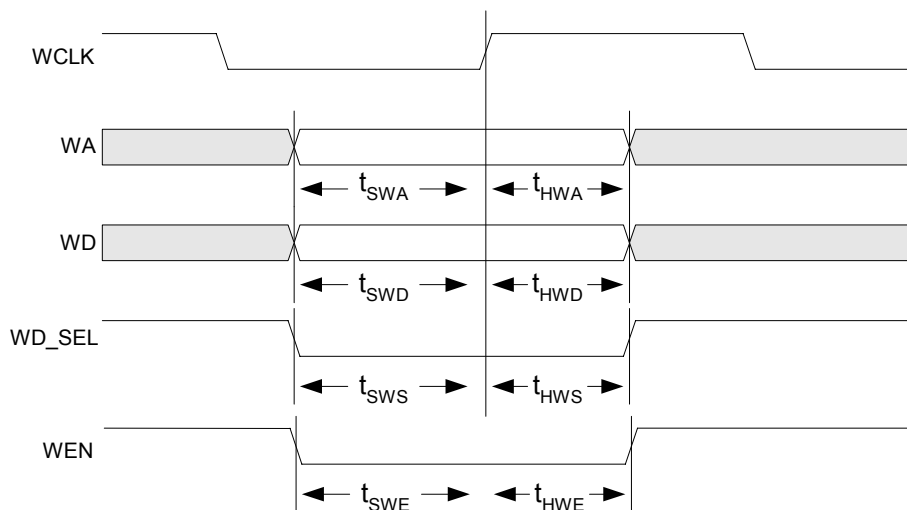 WCLK
WA
tSWA tHWA
WD
tSWD tHWD
WD_SEL
tSWS tHWS
WEN
tSWE tHWE